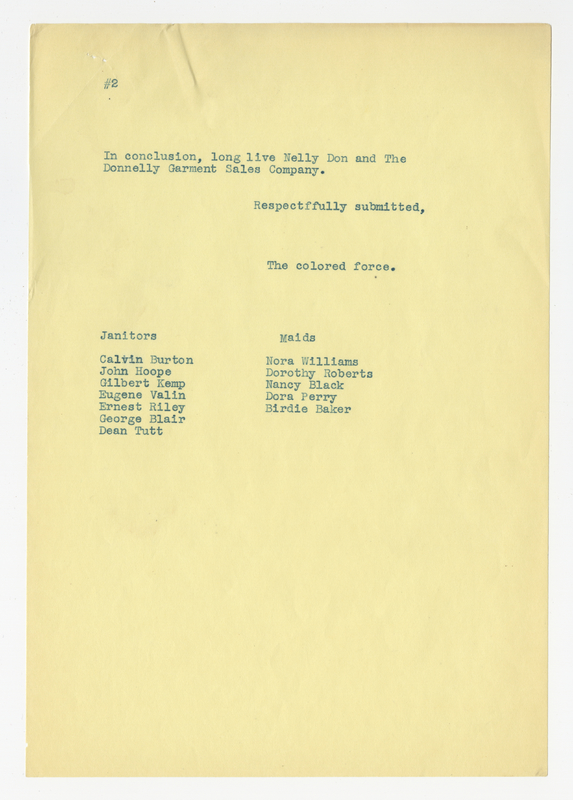 #2
In conclusion, long live Nelly Don and The
Donnelly Garment Sales Company.
Respectffully submitted,
The colored force.
Janitors
Calvin Burton
John Hoope
Gilbert Kemp
Eugene Valin
Ernest Riley
George Blair
Dean Tutt
Maids
Nora Williams
Dorothy Roberts
Nancy Black
Dora Perry
Birdie Baker